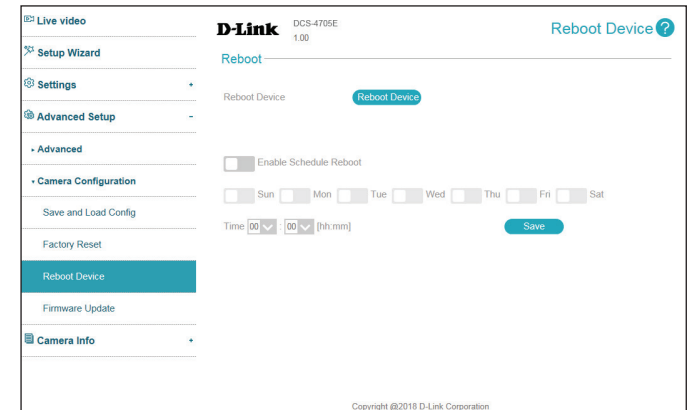 Live video
Setup Wizard
Settings +
Advanced Setup -
Advanced
Camera Configuration
Save and Load Config
Factory Reset
Reboot Device
Firmware Update
Camera Info +
D-Link DCS-4705E
1.00
Reboot Device ?
Reboot
Reboot Device Reboot Device
Enable Schedule Reboot
Sun Mon Tue Wed Thu Fri Sat
Time 00 : 00 [hh:mm] Save
Copyright @2018 D-Link Corporation